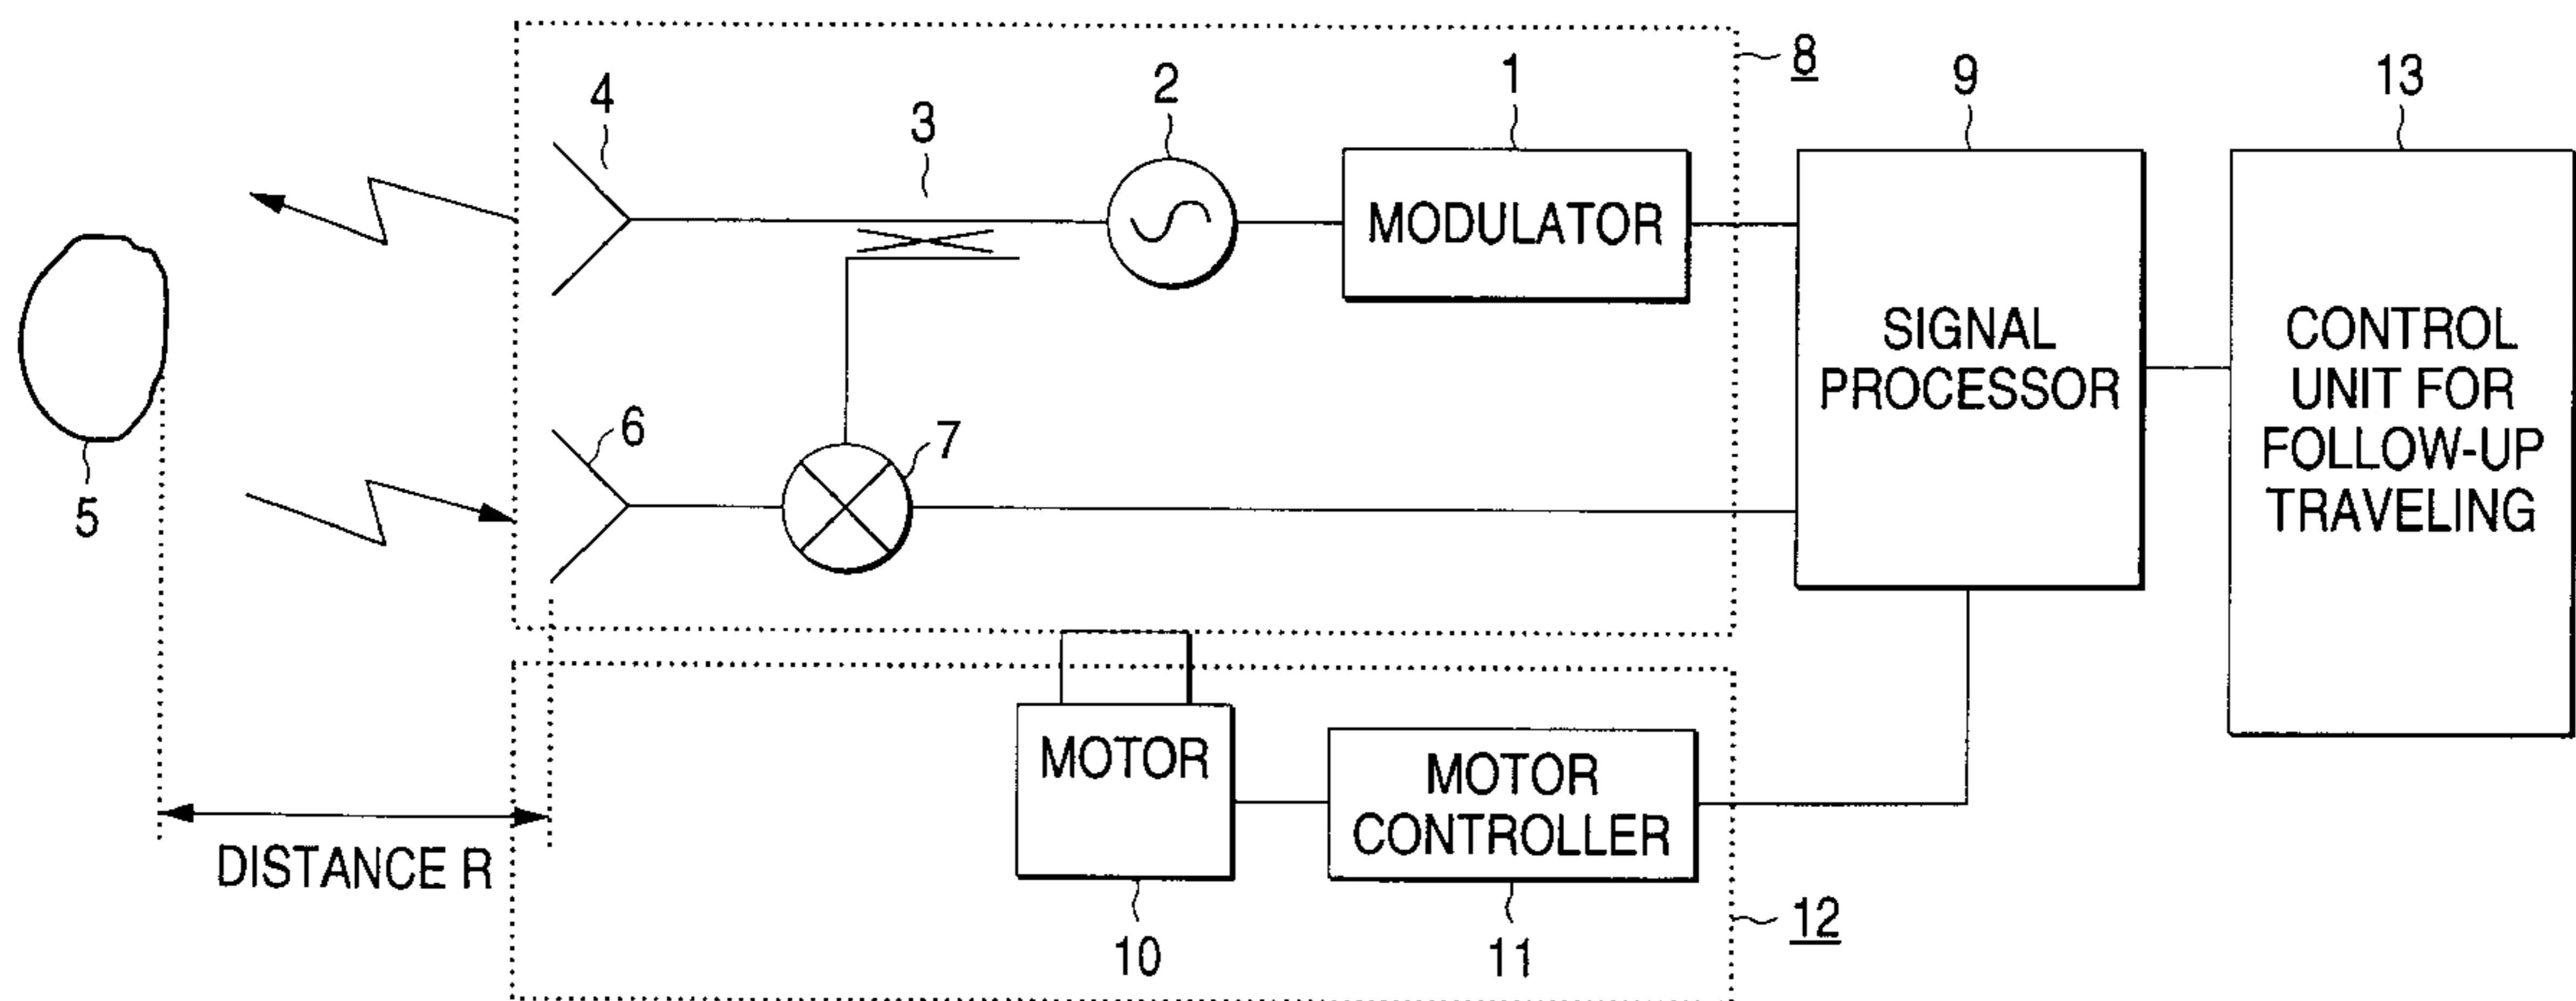 1
8
2
9
13
4
3
MODULATOR
SIGNAL
PROCESSOR
CONTROL
UNIT FOR
FOLLOW-UP
TRAVELING
6
7
5
MOTOR
MOTOR
CONTROLLER
DISTANCE R
10
11
12